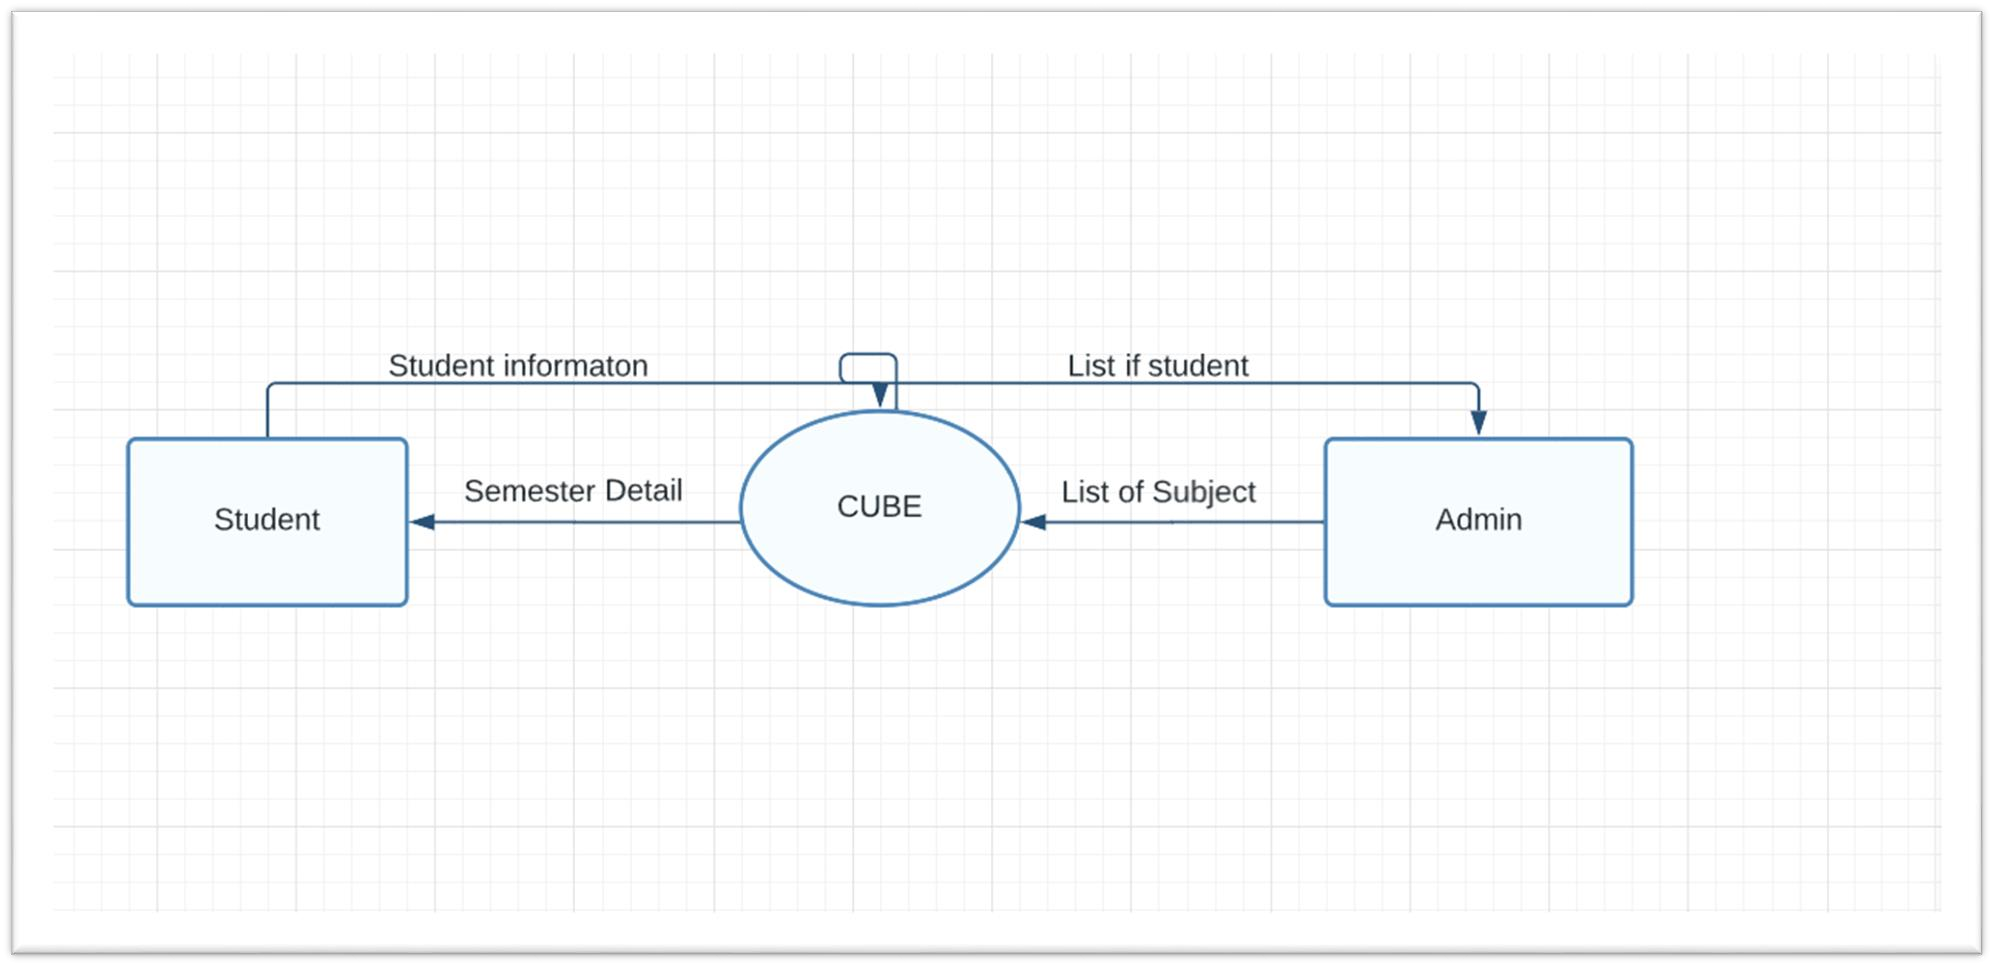 Student informaton
List if student
Semester Detail
List of Subject
Student
CUBE
Admin